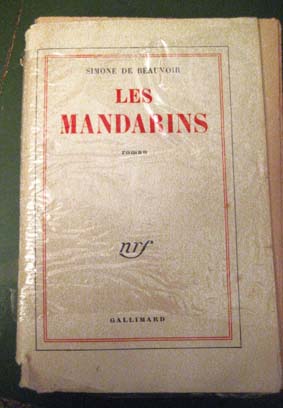 SIMONE DE BEAUVOIR
LES
MANDARINS
roman
nrf
GALLIMARD